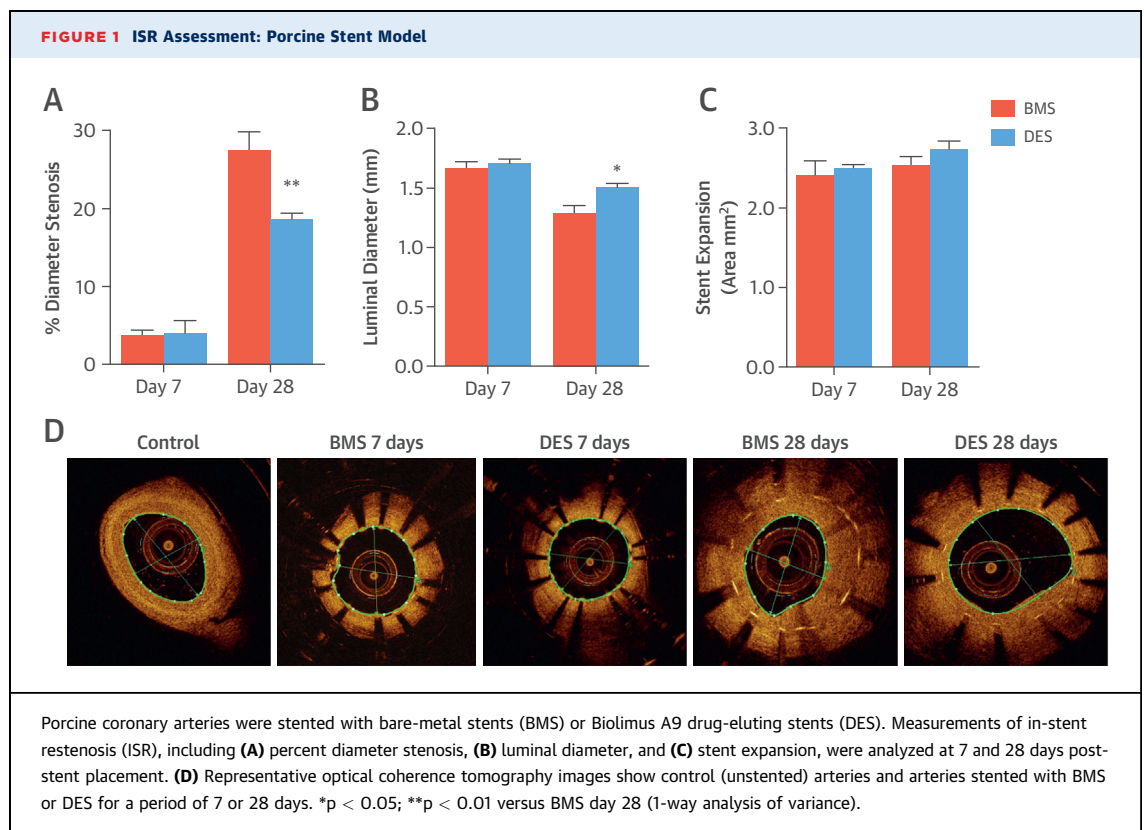 FIGURE 1 ISR Assessment: Porcine Stent Model
A
% Diameter Stenosis
30
20
10
0
**
Day 7
Day 28
B
Luminal Diameter (mm)
2.0
1.5
1.0
0.5
0.0
*
Day 7
Day 28
C
Stent Expansion
(Area mm²)
3.0
2.0
1.0
0.0
Day 7
Day 28
BMS
DES
D
Control
BMS 7 days
DES 7 days
BMS 28 days
DES 28 days
Porcine coronary arteries were stented with bare-metal stents (BMS) or Biolimus A9 drug-eluting stents (DES). Measurements of in-stent
restenosis (ISR), including (A) percent diameter stenosis, (B) luminal diameter, and (C) stent expansion, were analyzed at 7 and 28 days post-
stent placement. (D) Representative optical coherence tomography images show control (unstented) arteries and arteries stented with BMS
or DES for a period of 7 or 28 days. *p < 0.05; **p < 0.01 versus BMS day 28 (1-way analysis of variance).